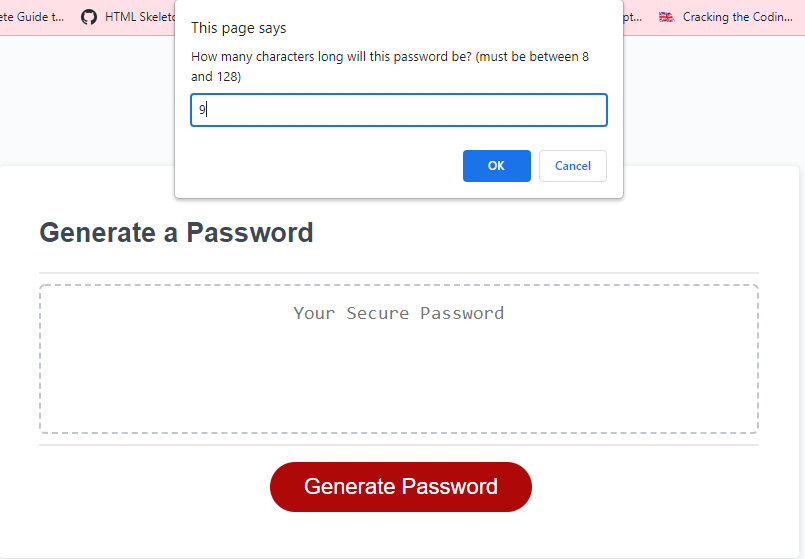 ete Guide to t... HTML Skeleto pt... Cracking the Codin...
This page says
How many characters long will this password be? (must be between 8
and 128)
9
OK Cancel
Generate a Password
Your Secure Password
Generate Password